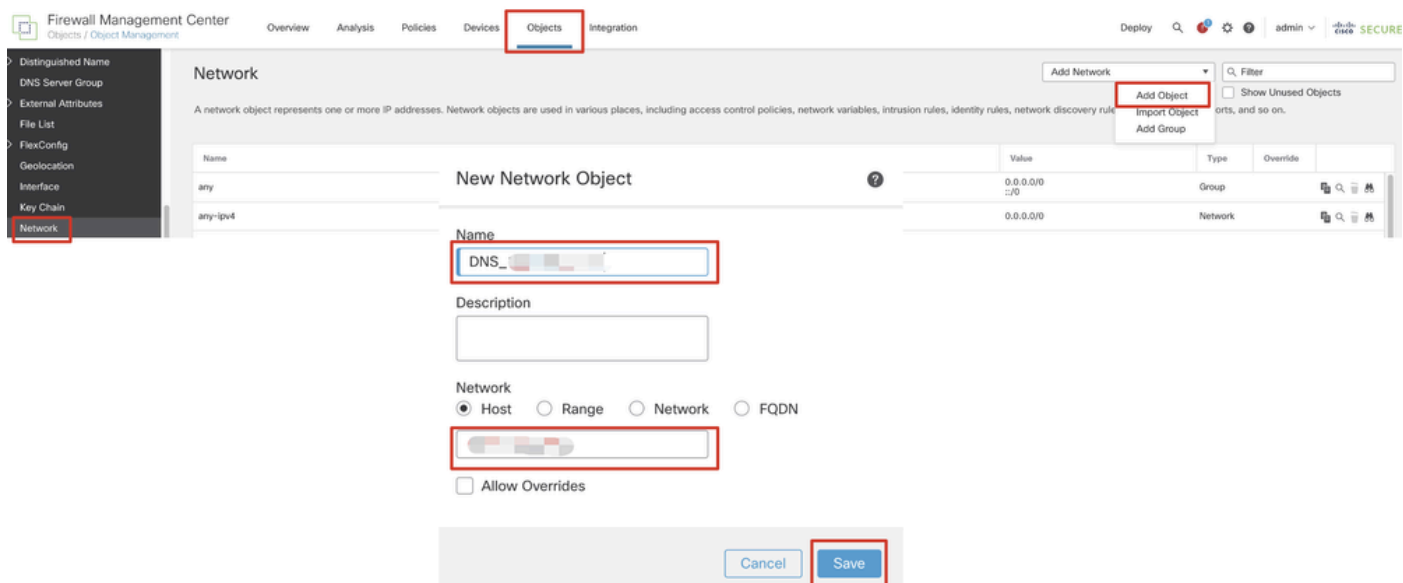 Firewall Management Center
Objects / Object Management
Overview Analysis Policies Devices Objects Integration
Deploy admin cisco SECURE
Distinguished Name
DNS Server Group
External Attributes
File List
FlexConfig
Geolocation
Interface
Key Chain
Network
Network
Add Network
Filter
Add Object
Import Object
Add Group
Show Unused Objects
A network object represents one or more IP addresses. Network objects are used in various places, including access control policies, network variables, intrusion rules, identity rules, network discovery rule orts, and so on.
Name Value Type Override
any 0.0.0.0/0 Group
::/0
any-ipv4 0.0.0.0/0 Network
New Network Object
Name
DNS_
Description
Network
Host Range Network FQDN
Allow Overrides
Cancel Save